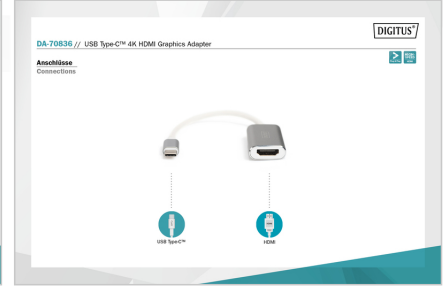 DIGITUS®
DA-70836 // USB Type-C™ 4K HDMI Graphics Adapter
Anschlüsse
Connections
USB Type-C™
HDMI